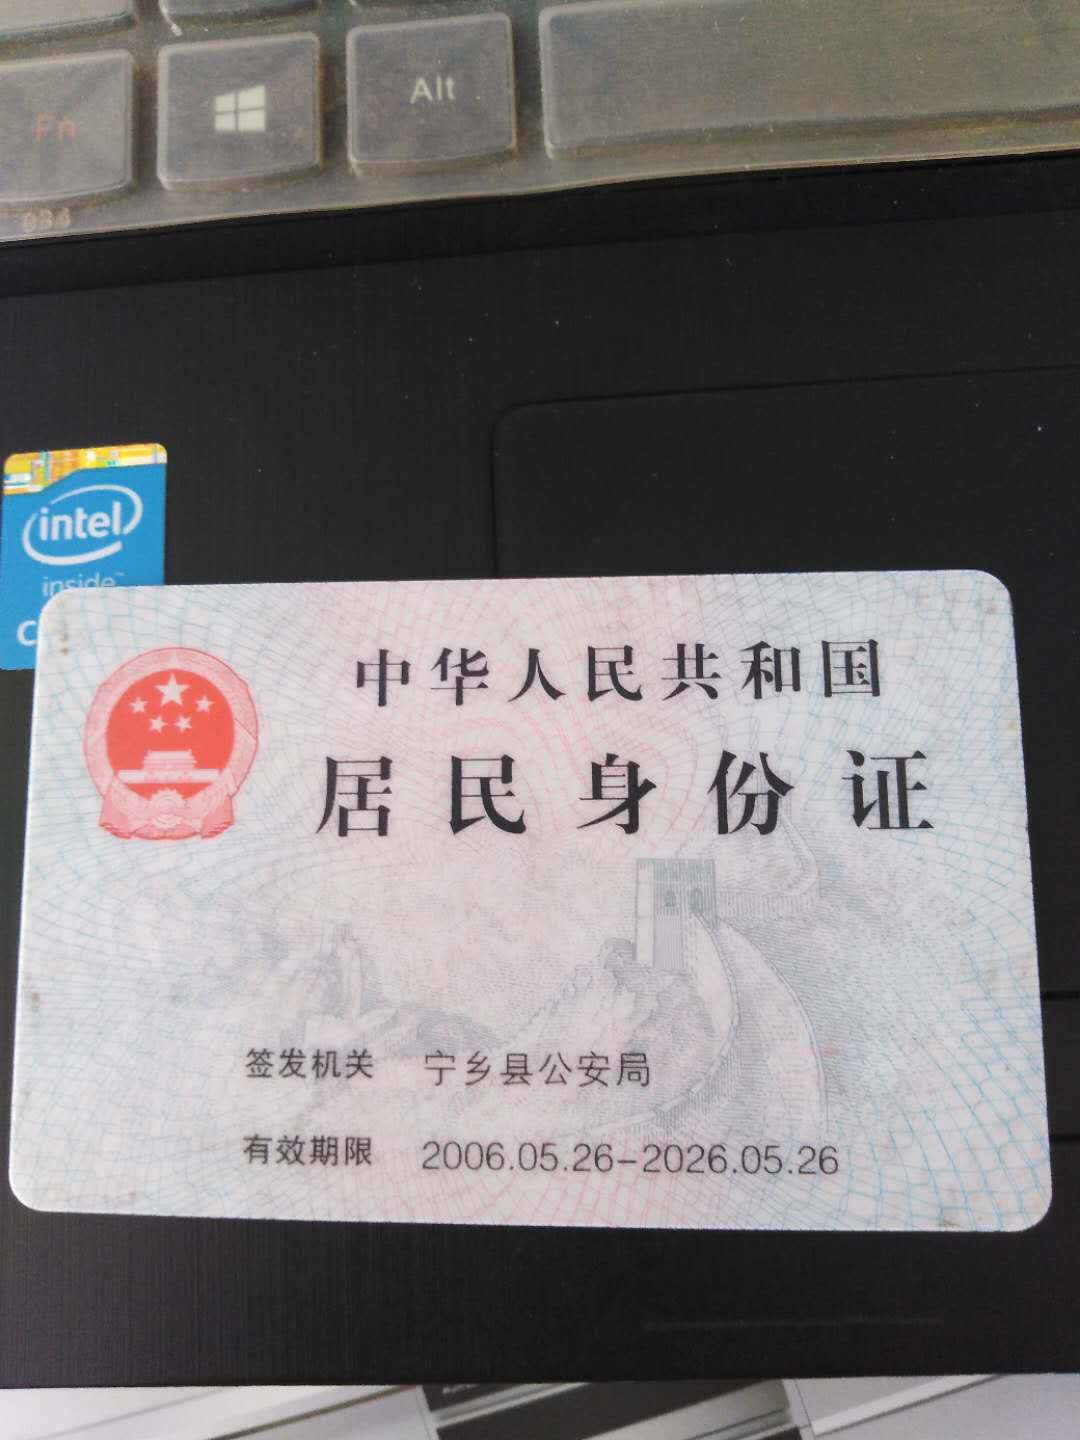 Fn
Alt
intel
inside™
中华人民共和国
居民身份证
签发机关 宁乡县公安局
有效期限 2006.05.26-2026.05.26